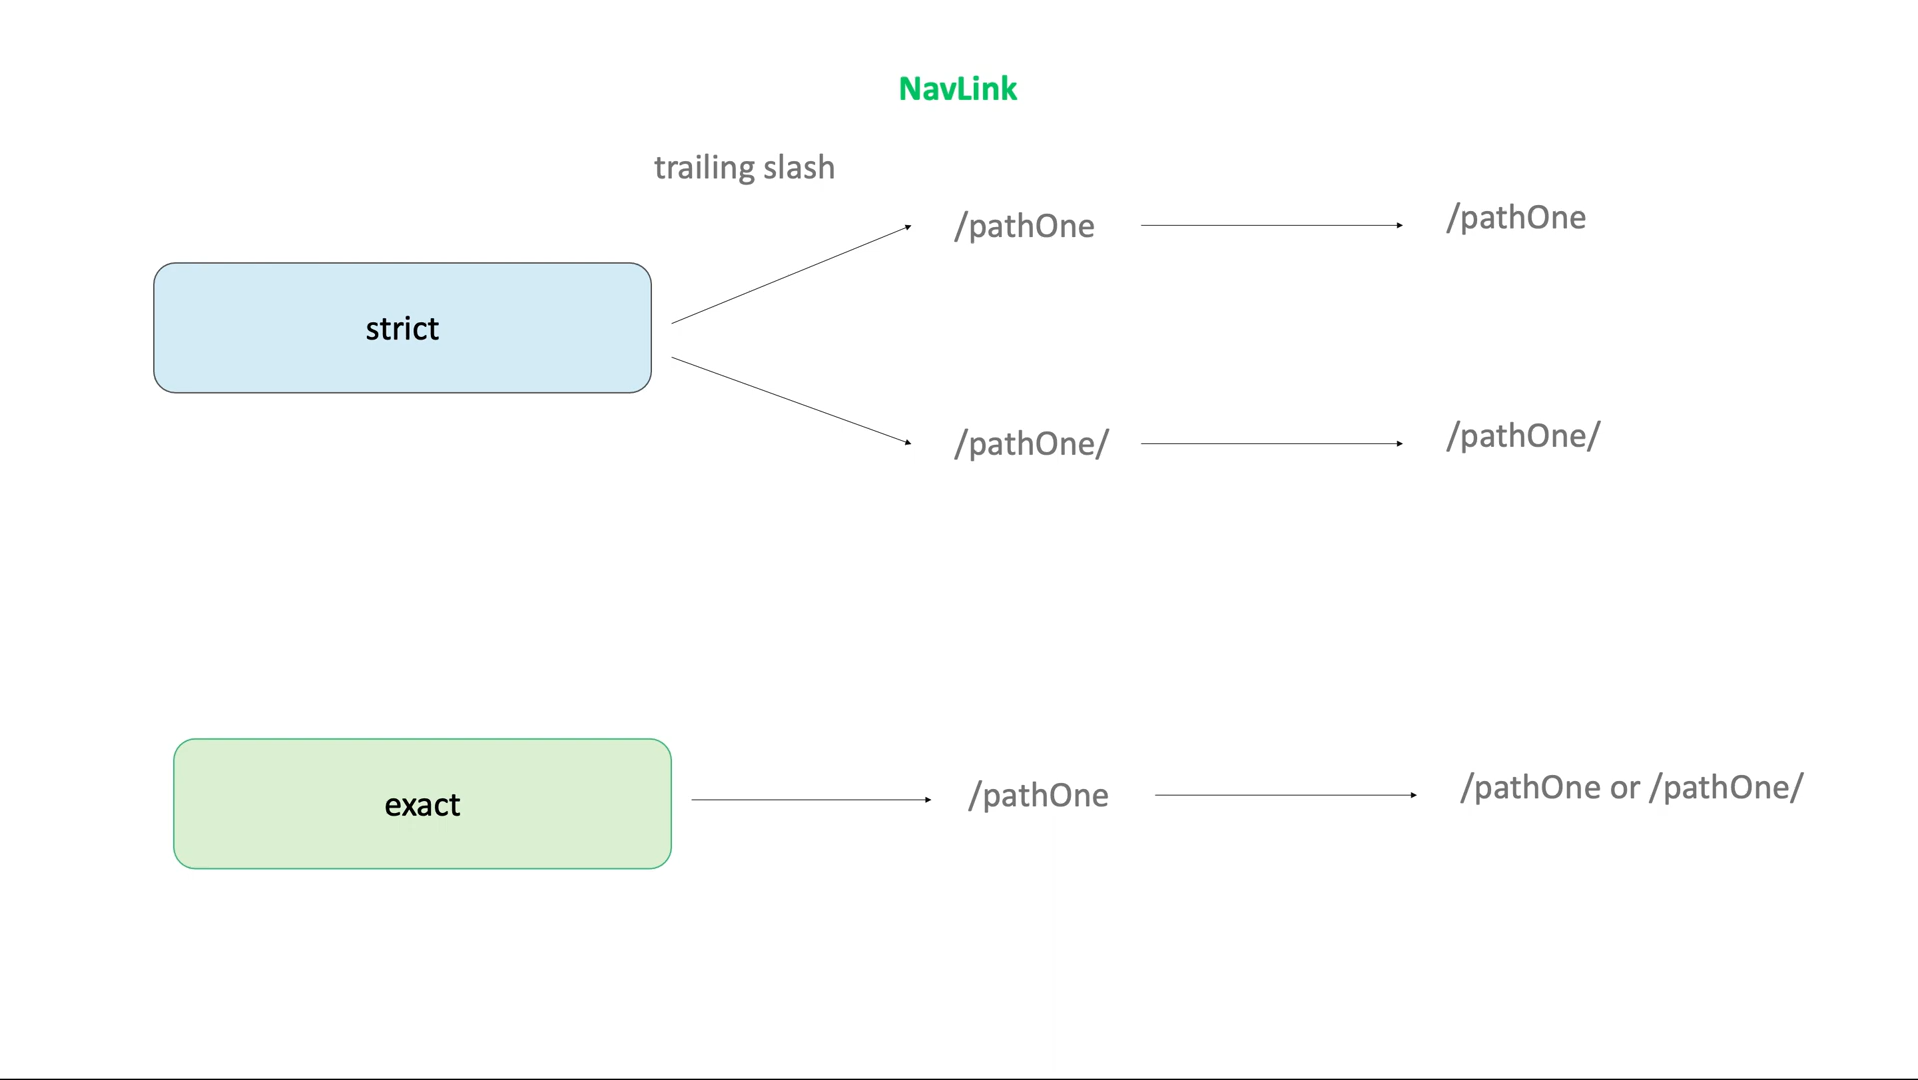 NavLink
trailing slash
/pathOne
/pathOne
strict
/pathOne/
/pathOne/
exact
/pathOne
/pathOne or /pathOne/